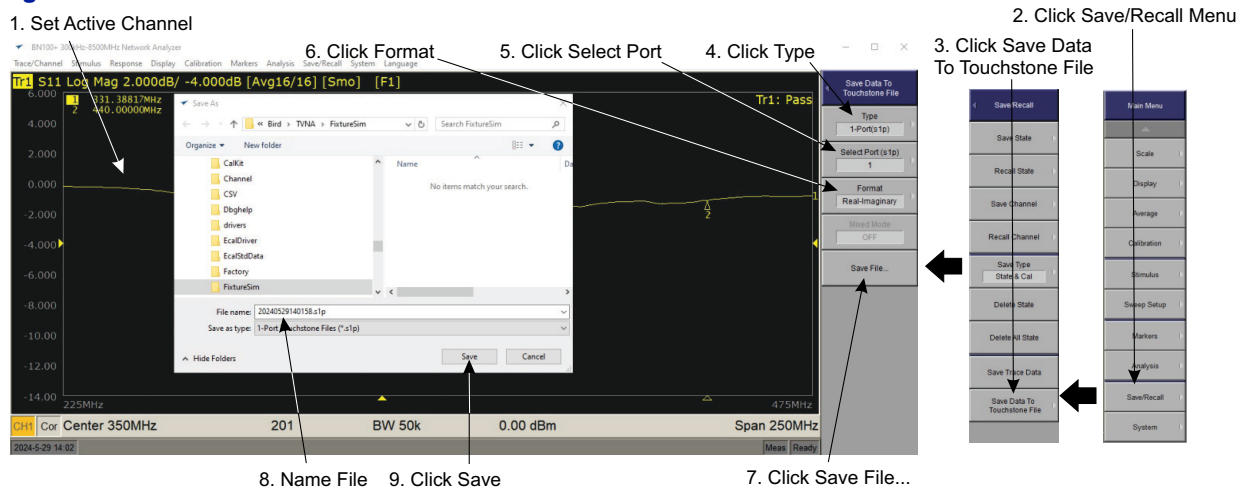 1. Set Active Channel
2. Click Save/Recall Menu
6. Click Format
5. Click Select Port
4. Click Type
3. Click Save Data
To Touchstone File
BN100+ 300kHz-8500MHz Network Analyzer
Trace/Channel Stimulus Response Display Calibration Markers Analysis Save/Recall System Language
Tr1 S11 Log Mag 2.000dB/ -4.000dB [Avg16/16] [Smo] [F1]
6.000
1 331.38817MHz
2 440.00000MHz
Tr1: Pass
4.000
2.000
0.000
-2.000
-4.000
-6.000
-8.000
-10.00
-12.00
-14.00
1
2
225MHz
475MHz
Save As
« Bird › TVNA › FixtureSim
Search FixtureSim
Organize
New folder
CalKit
Channel
CSV
Dbghelp
drivers
EcalDriver
EcalStdData
Factory
FixtureSim
Name
Da
No items match your search.
File name: 20240529140158.s1p
Save as type: 1-Port Touchstone Files (*.s1p)
Hide Folders
Save
Cancel
Save Data To
Touchstone File
Type
1-Port(s1p)
Select Port (s1p)
1
Format
Real-Imaginary
Mixed Mode
OFF
Save File...
Save/Recall
Save State
Recall State
Save Channel
Recall Channel
Save Type
State & Cal
Delete State
Delete All State
Save Trace Data
Save Data To
Touchstone File
Main Menu
Scale
Display
Average
Calibration
Stimulus
Sweep Setup
Markers
Analysis
Save/Recall
System
CH1 Cor Center 350MHz 201 BW 50k 0.00 dBm Span 250MHz
2024-5-29 14:02
Meas Ready
8. Name File
9. Click Save
7. Click Save File...